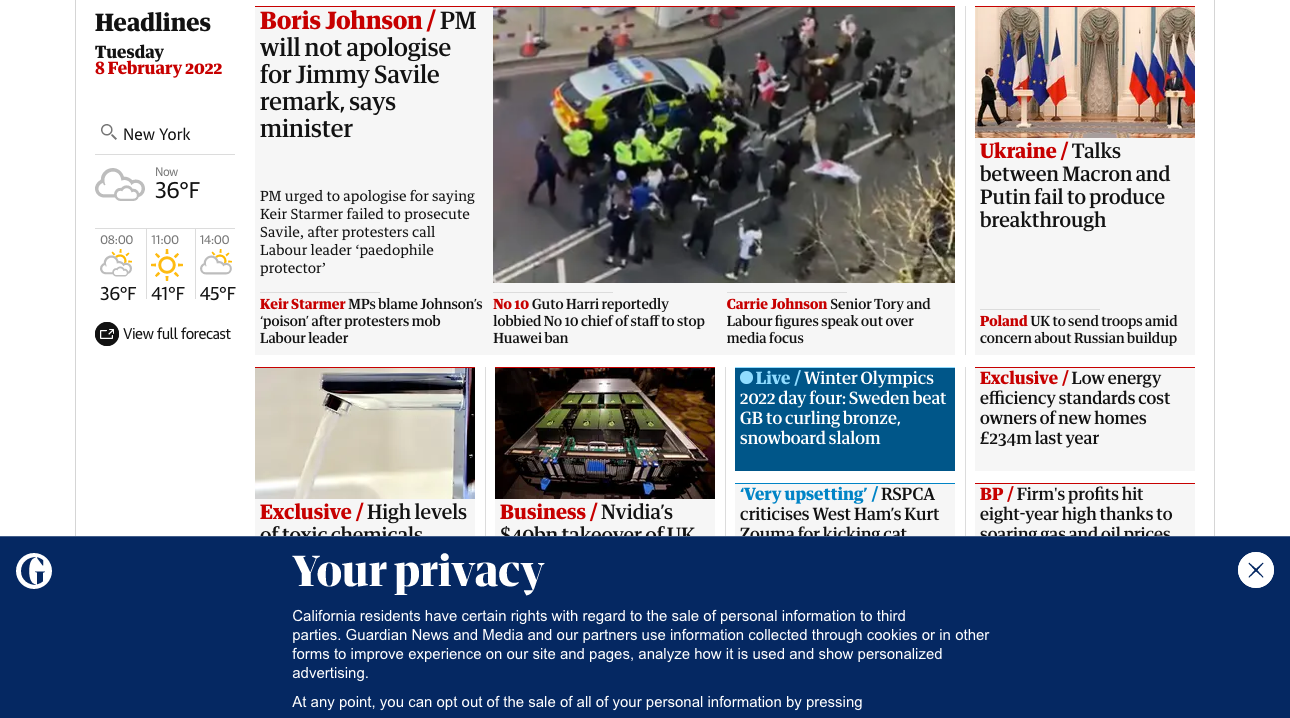 Headlines
Tuesday
8 February 2022
New York
Now
36°F
08:00
11:00
14:00
36°F
41°F
45°F
View full forecast
Boris Johnson / PM
will not apologise
for Jimmy Savile
remark, says
minister
PM urged to apologise for saying
Keir Starmer failed to prosecute
Savile, after protesters call
Labour leader ‘paedophile
protector’
Keir Starmer MPs blame Johnson’s
‘poison’ after protesters mob
Labour leader
No 10 Guto Harri reportedly
lobbied No 10 chief of staff to stop
Huawei ban
Carrie Johnson Senior Tory and
Labour figures speak out over
media focus
Ukraine / Talks
between Macron and
Putin fail to produce
breakthrough
Poland UK to send troops amid
concern about Russian buildup
Exclusive / High levels
of toxic chemicals
Business / Nvidia’s
$40bn takeover of UK
Live / Winter Olympics
2022 day four: Sweden beat
GB to curling bronze,
snowboard slalom
‘Very upsetting’ / RSPCA
criticises West Ham’s Kurt
Zouma for kicking cat
Exclusive / Low energy
efficiency standards cost
owners of new homes
£234m last year
BP / Firm's profits hit
eight-year high thanks to
soaring gas and oil prices
Your privacy
California residents have certain rights with regard to the sale of personal information to third
parties. Guardian News and Media and our partners use information collected through cookies or in other
forms to improve experience on our site and pages, analyze how it is used and show personalized
advertising.
At any point, you can opt out of the sale of all of your personal information by pressing